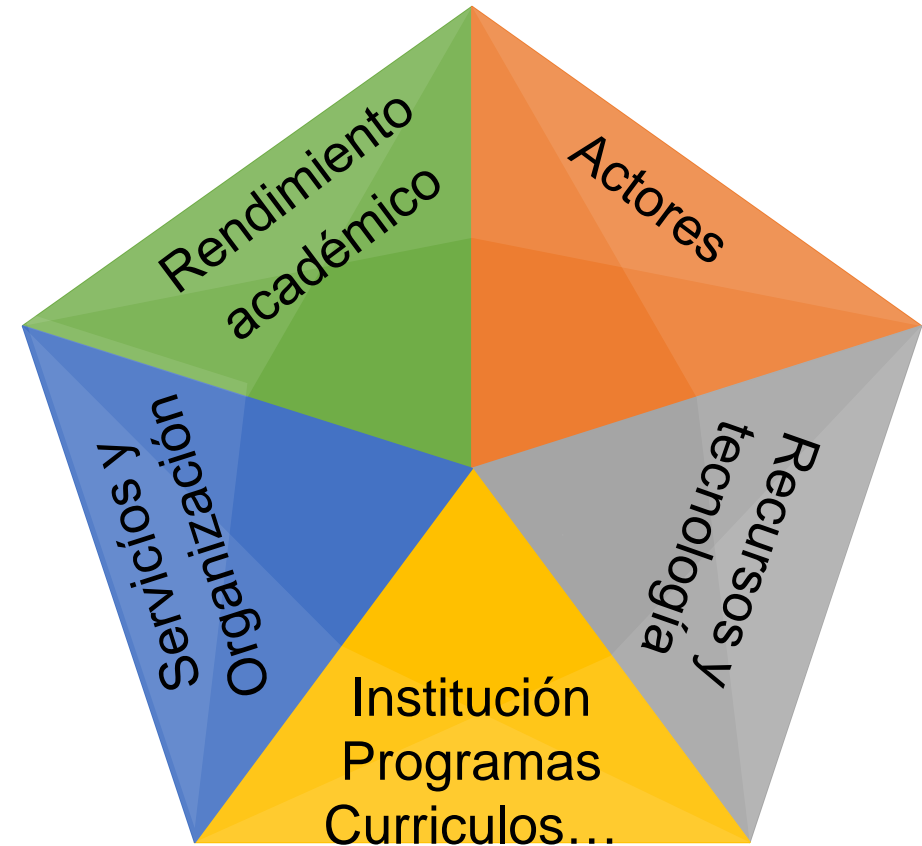 Rendimiento
académico
Actores
Recursos y
tecnología
Institución
Programas
Curriculos…
Servicíos y
Organización